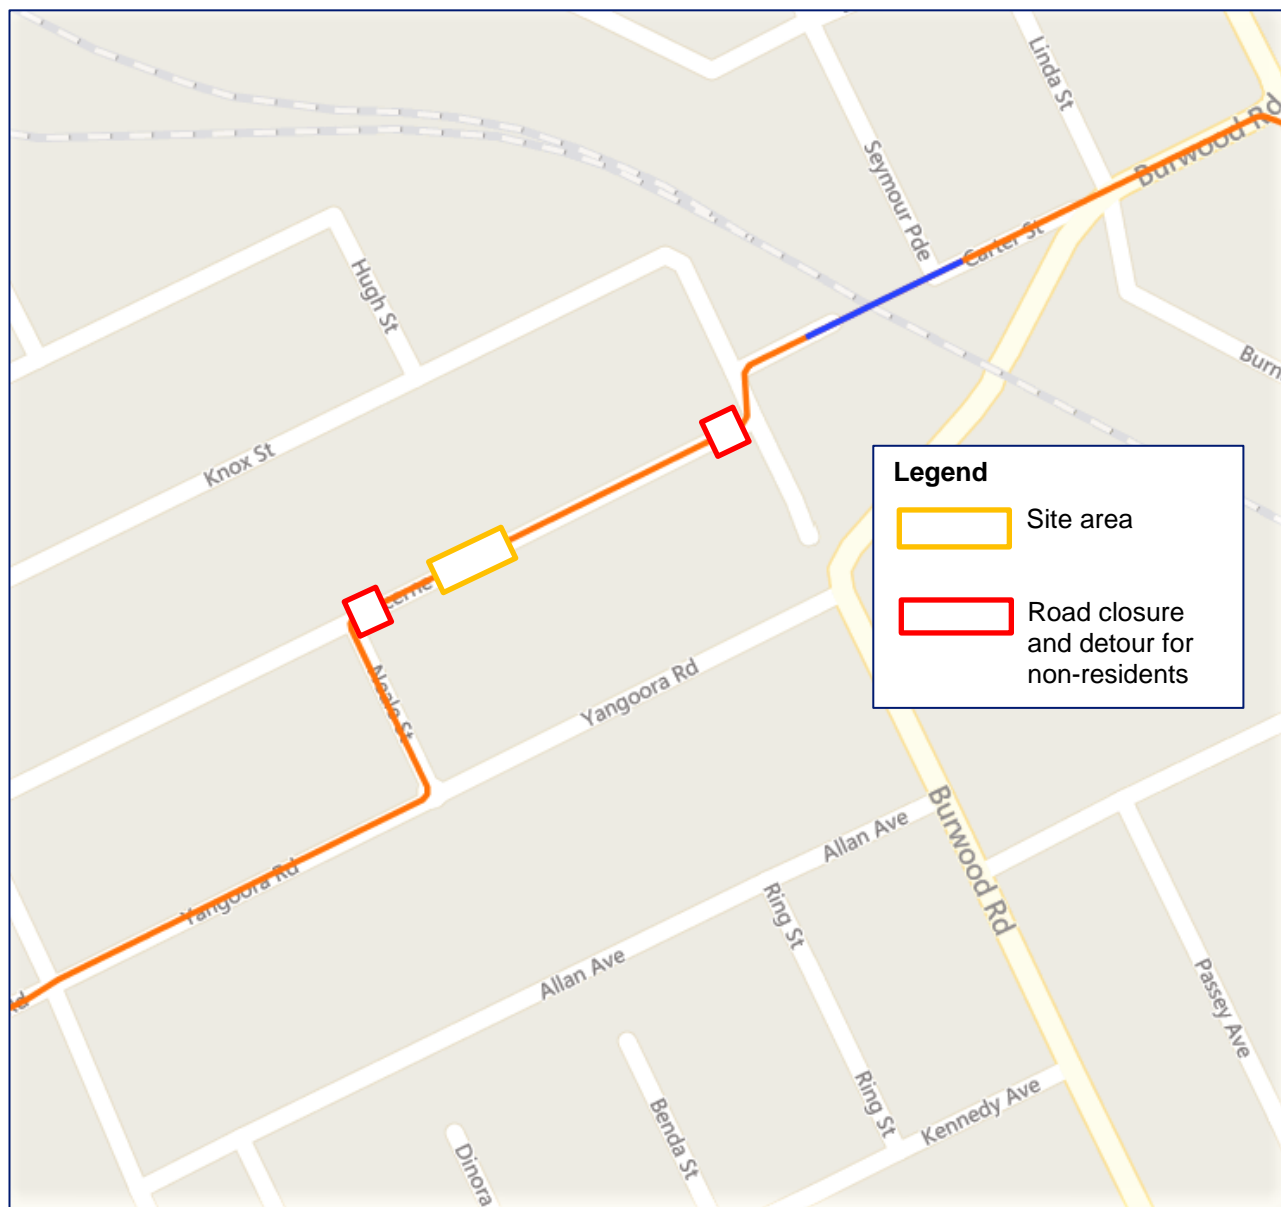 Linda St
Burwood Rd
Seymour Pde
Carter St
Hugh St
Burn
Knox St
Legend
Site area
Road closure
and detour for
non-residents
Neale St
Yangoora Rd
Burwood Rd
Allan Ave
Yangoora Rd
Ring St
Allan Ave
Passey Ave
Rd
Ring St
Benda St
Kennedy Ave
Dinora